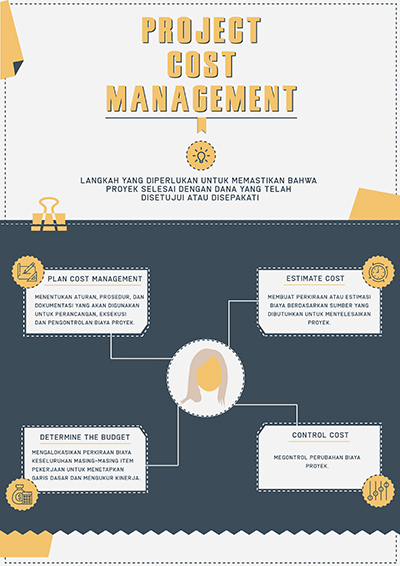 PROJECT
COST
MANAGEMENT
LANGKAH YANG DIPERLUKAN UNTUK MEMASTIKAN BAHWA
PROYEK SELESAI DENGAN DANA YANG TELAH
DISETUJUI ATAU DISEPAKATI
PLAN COST MANAGEMENT
MENENTUKAN ATURAN, PROSEDUR, DAN
DOKUMENTASI YANG AKAN DIGUNAKAN
UNTUK PERANCANGAN, EKSEKUSI
DAN PENGONTROLAN BIAYA PROYEK.
ESTIMATE COST
MEMBUAT PERKIRAAN ATAU ESTIMASI
BIAYA BERDASARKAN SUMBER YANG
DIBUTUHKAN UNTUK MENYELESAIKAN
PROYEK.
DETERMINE THE BUDGET
MENGALOKASIKAN PERKIRAAN BIAYA
KESELURUHAN MASING-MASING ITEM
PEKERJAAN UNTUK MENETAPKAN
GARIS DASAR DAN MENGUKUR KINERJA.
CONTROL COST
MEGONTROL PERUBAHAN BIAYA
PROYEK.